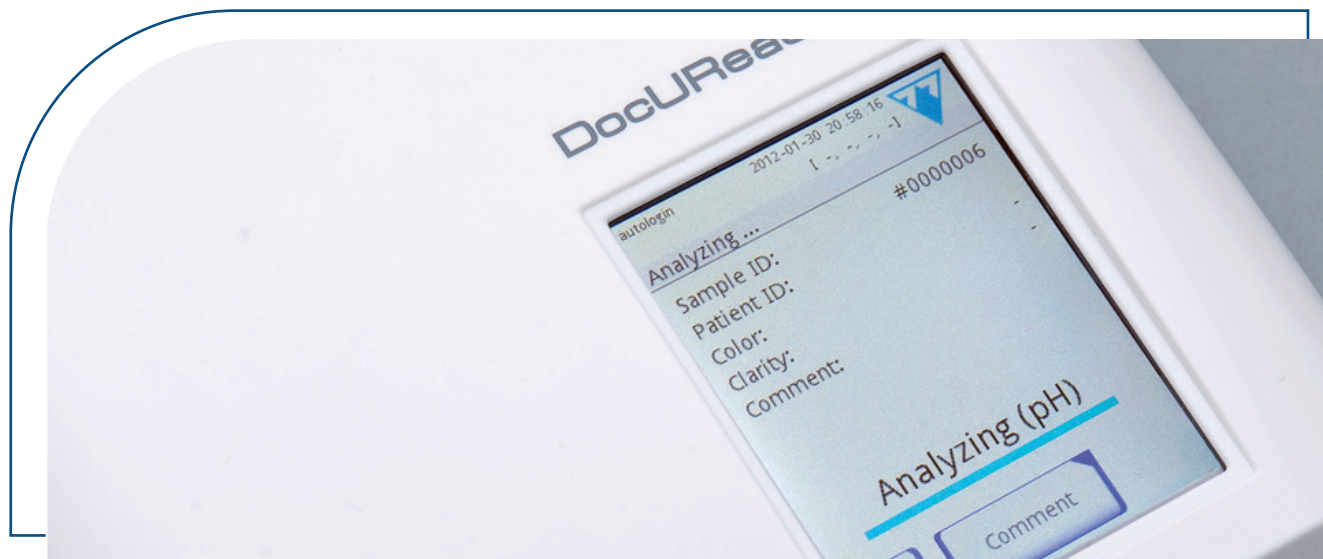 DocURea
2012-01-30 20:58:16
[ -, -, -, -]
autologin
Analyzing ...
#0000006
Sample ID: -
Patient ID: -
Color:
Clarity:
Comment:
Analyzing (pH)
Comment